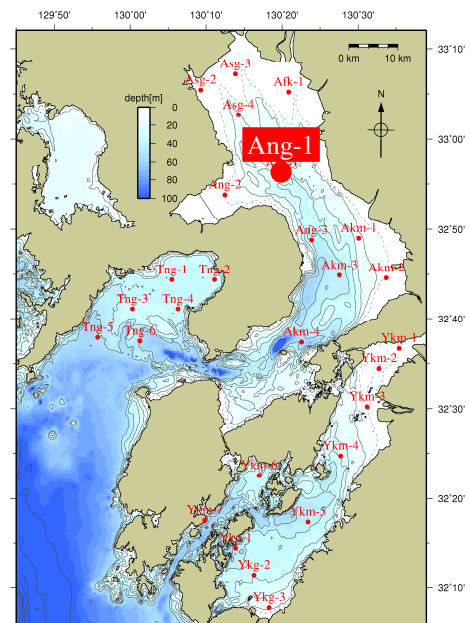 129°50' 130°00' 130°10' 130°20' 130°30'
33°10'
33°00'
32°50'
32°40'
32°30'
32°20'
32°10'
0 km 10 km
N
depth[m]
0
20
40
60
80
100
Asg-3
Asg-2
Afk-1
Asg-4
Ang-1
Ang-2
Ang-3
Akm-1
Akm-3
Akm-2
Tng-1
Tng-2
Tng-3
Tng-4
Tng-5
Tng-6
Akm-4
Ykm-1
Ykm-2
Ykm-3
Ykm-4
Ykm-6
Ykm-5
Ykm-7
Ykg-1
Ykg-2
Ykg-3